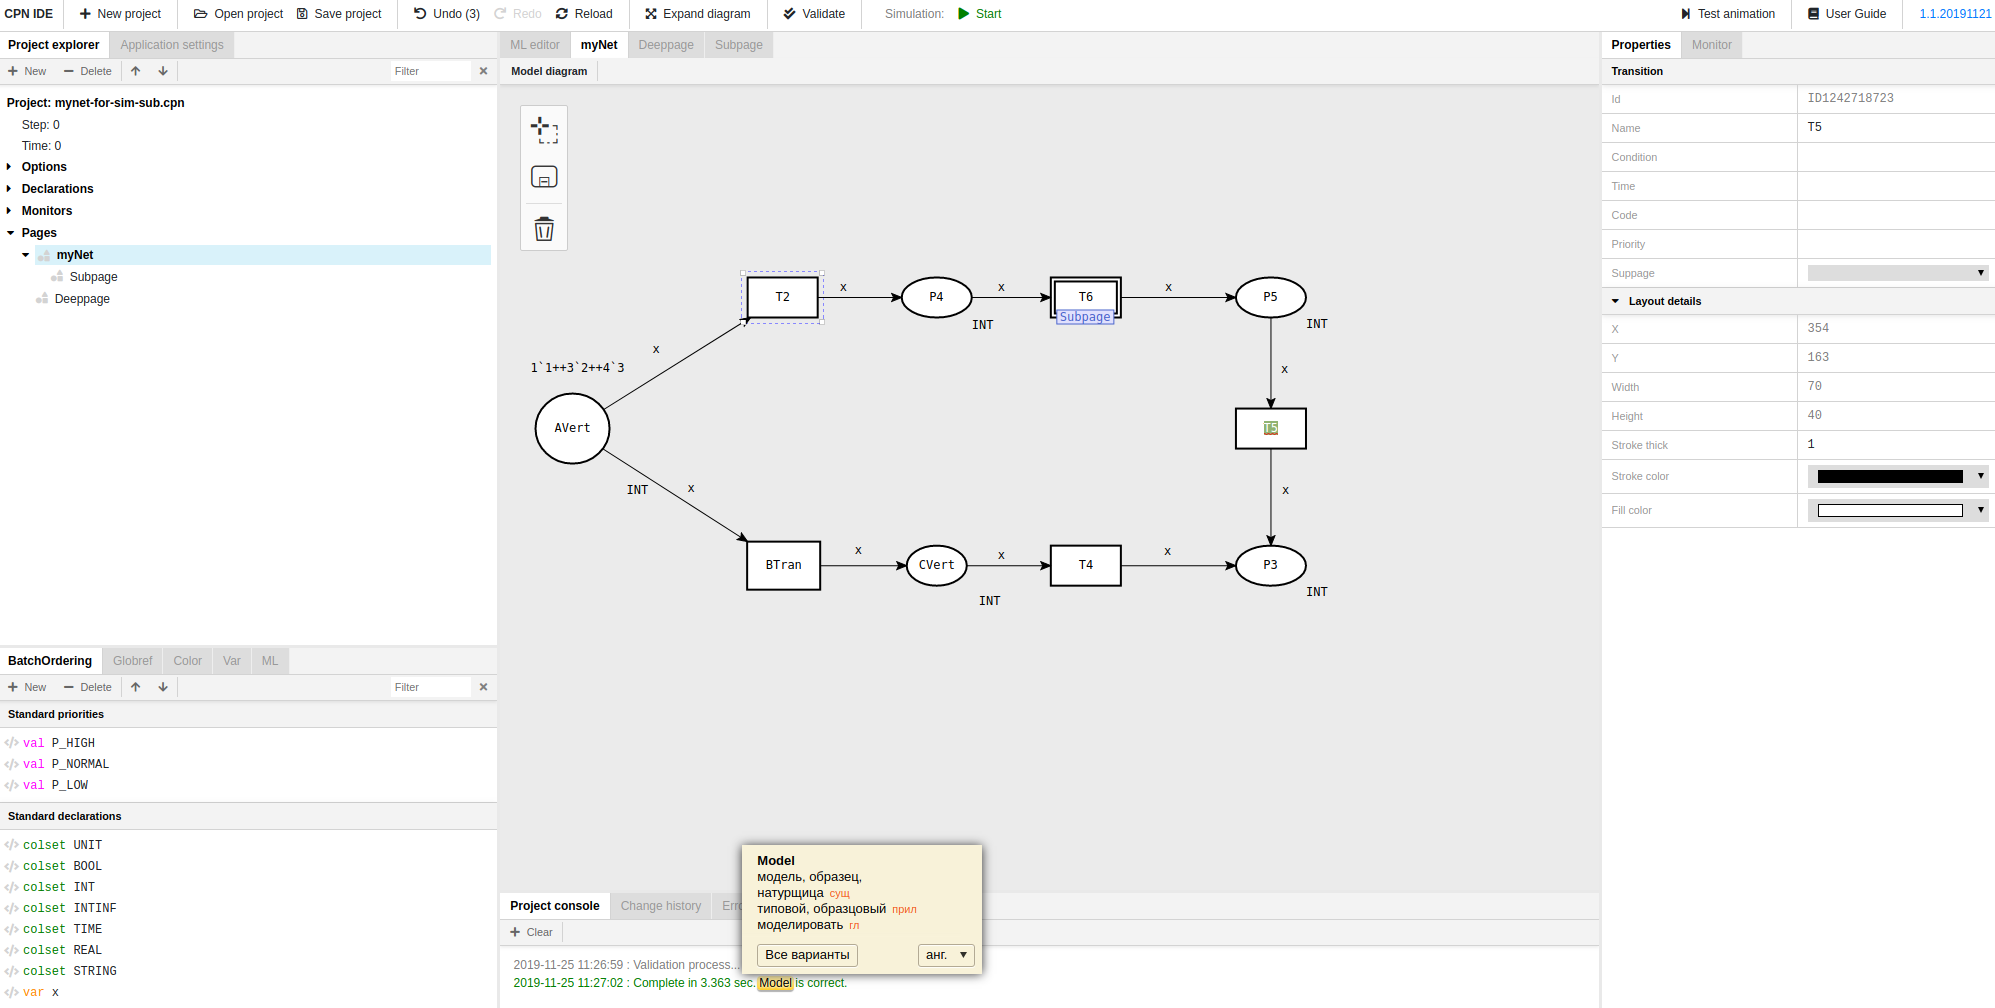 CPN IDE New project Open project Save project Undo (3) Redo Reload Expand diagram Validate Simulation: Start Test animation User Guide 1.1.20191121
Project explorer Application settings
New Delete Filter
Project: mynet-for-sim-sub.cpn
Step: 0
Time: 0
Options
Declarations
Monitors
Pages
myNet
Subpage
Deeppage
BatchOrdering Globref Color Var ML
New Delete Filter
Standard priorities
val P_HIGH
val P_NORMAL
val P_LOW
Standard declarations
colset UNIT
colset BOOL
colset INT
colset INTINF
colset TIME
colset REAL
colset STRING
var x
ML editor myNet Deeppage Subpage
Model diagram
T2 x P4 x T6 x P5
Subpage
INT INT
x
1`1++3`2++4`3
x
AVert
T5
INT x
x
BTran x CVert x T4 x P3
INT INT
Model
модель, образец,
натурщица сущ
типовой, образцовый прил
моделировать гл
Все варианты анг.
Project console Change history
Clear
2019-11-25 11:26:59 : Validation process...
2019-11-25 11:27:02 : Complete in 3.363 sec. Model is correct.
Properties Monitor
Transition
Id ID1242718723
Name T5
Condition
Time
Code
Priority
Suppage
Layout details
X 354
Y 163
Width 70
Height 40
Stroke thick 1
Stroke color
Fill color